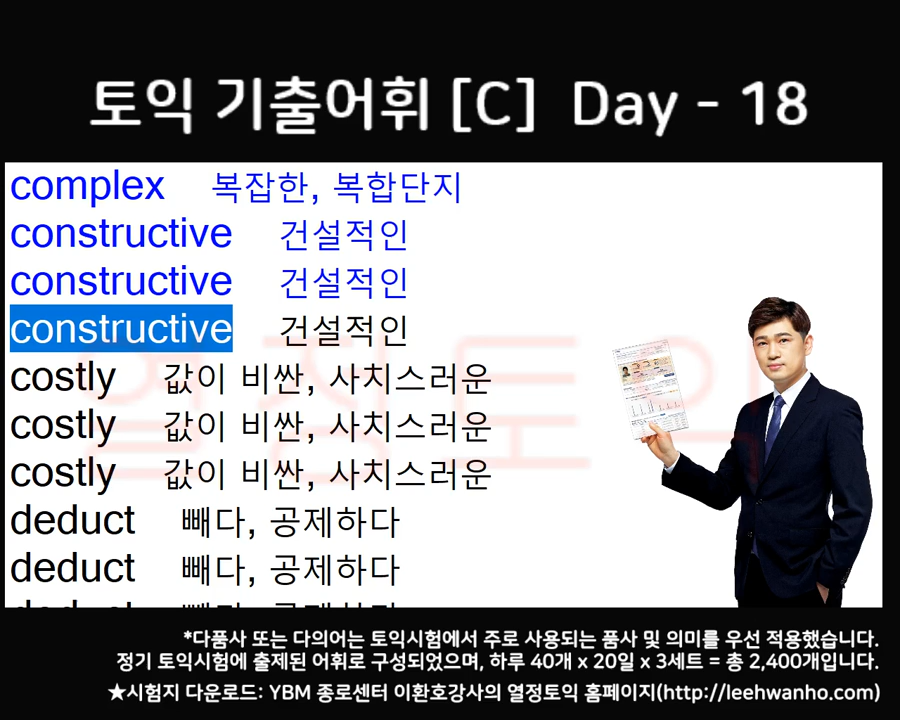 토익 기출어휘 [C] Day - 18
complex 복잡한, 복합단지
constructive 건설적인
constructive 건설적인
constructive 건설적인
costly 값이 비싼, 사치스러운
costly 값이 비싼, 사치스러운
costly 값이 비싼, 사치스러운
deduct 빼다, 공제하다
deduct 빼다, 공제하다
열정토익
*다품사 또는 다의어는 토익시험에서 주로 사용되는 품사 및 의미를 우선 적용했습니다.
정기 토익시험에 출제된 어휘로 구성되었으며, 하루 40개 x 20일 x 3세트 = 총 2,400개입니다.
★시험지 다운로드: YBM 종로센터 이환호강사의 열정토익 홈페이지(http://leehwanho.com)